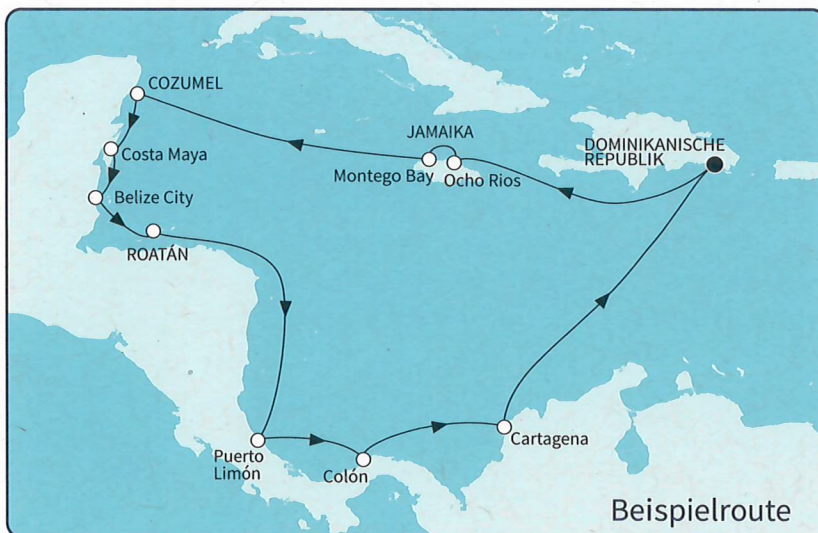 COZUMEL
JAMAIKA
DOMINIKANISCHE
REPUBLIK
Costa Maya
Montego Bay
Ocho Rios
Belize City
ROATÁN
Puerto
Limón
Colón
Cartagena
Beispielroute